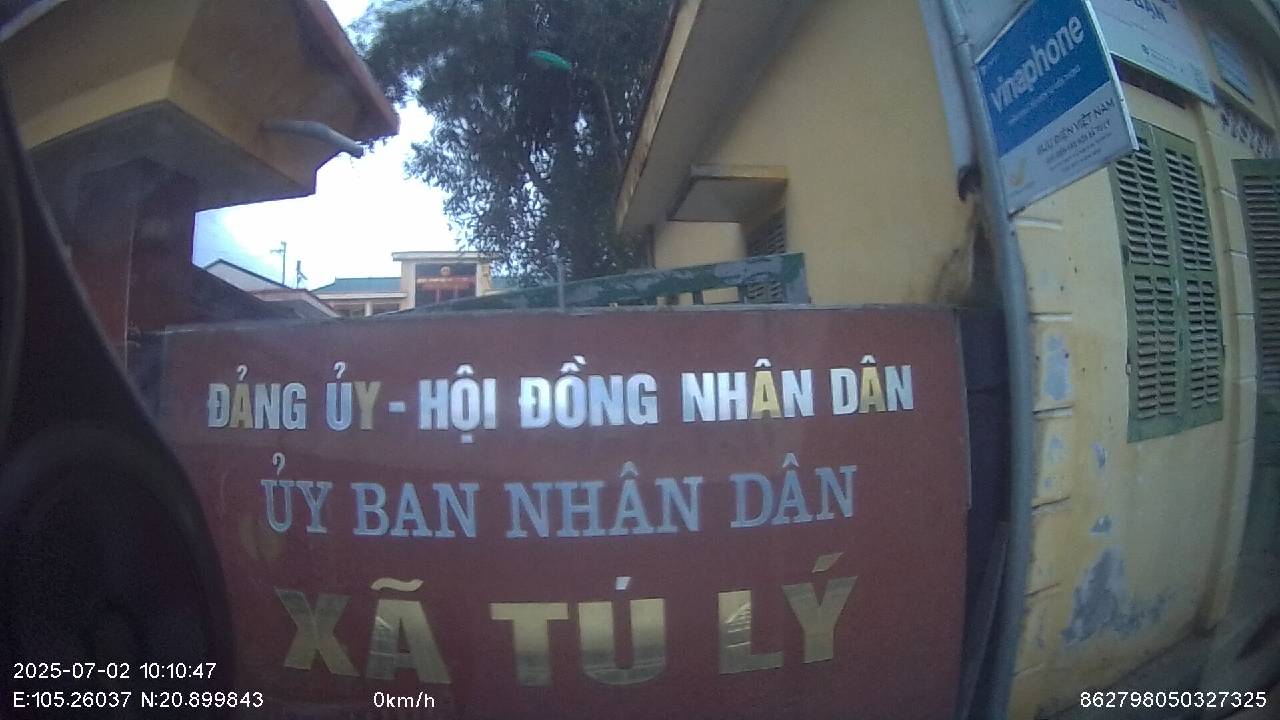 vinaphone
BƯU ĐIỆN VIỆT NAM
ĐẢNG ỦY - HỘI ĐỒNG NHÂN DÂN
ỦY BAN NHÂN DÂN
XÃ TÚ LÝ
2025-07-02 10:10:47
E:105.26037 N:20.899843
0km/h
862798050327325